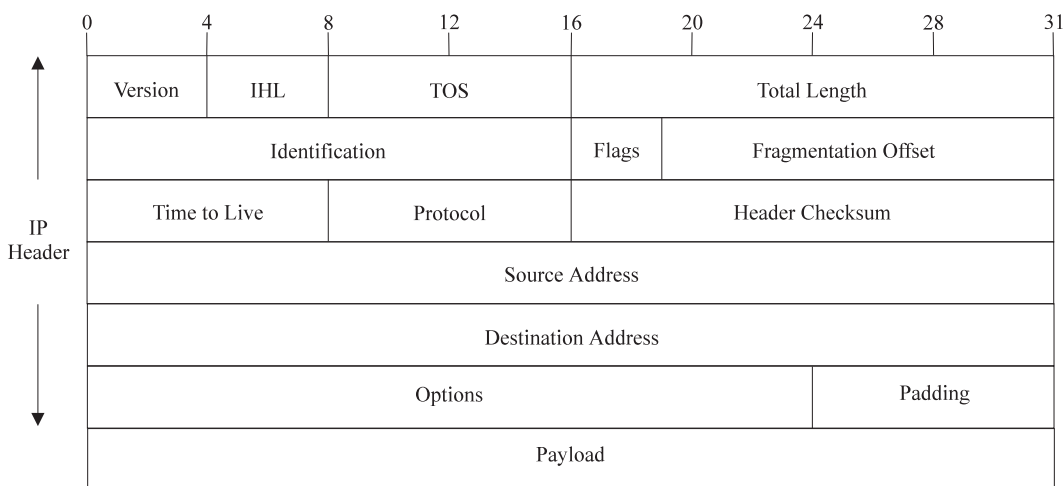 0 4 8 12 16 20 24 28 31
Version IHL TOS Total Length
Identification Flags Fragmentation Offset
Time to Live Protocol Header Checksum
IP
Header
Source Address
Destination Address
Options Padding
Payload